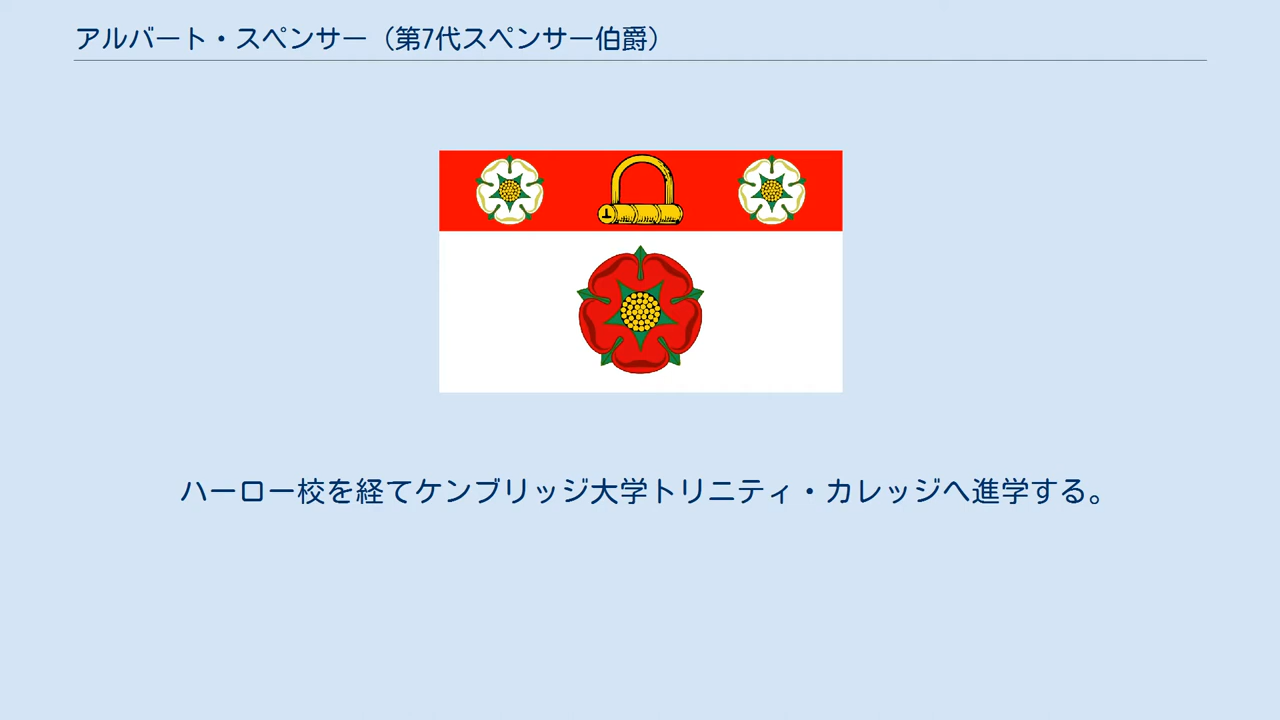 アルバート・スペンサー（第7代スペンサー伯爵）
ハーロー校を経てケンブリッジ大学トリニティ・カレッジへ進学する。